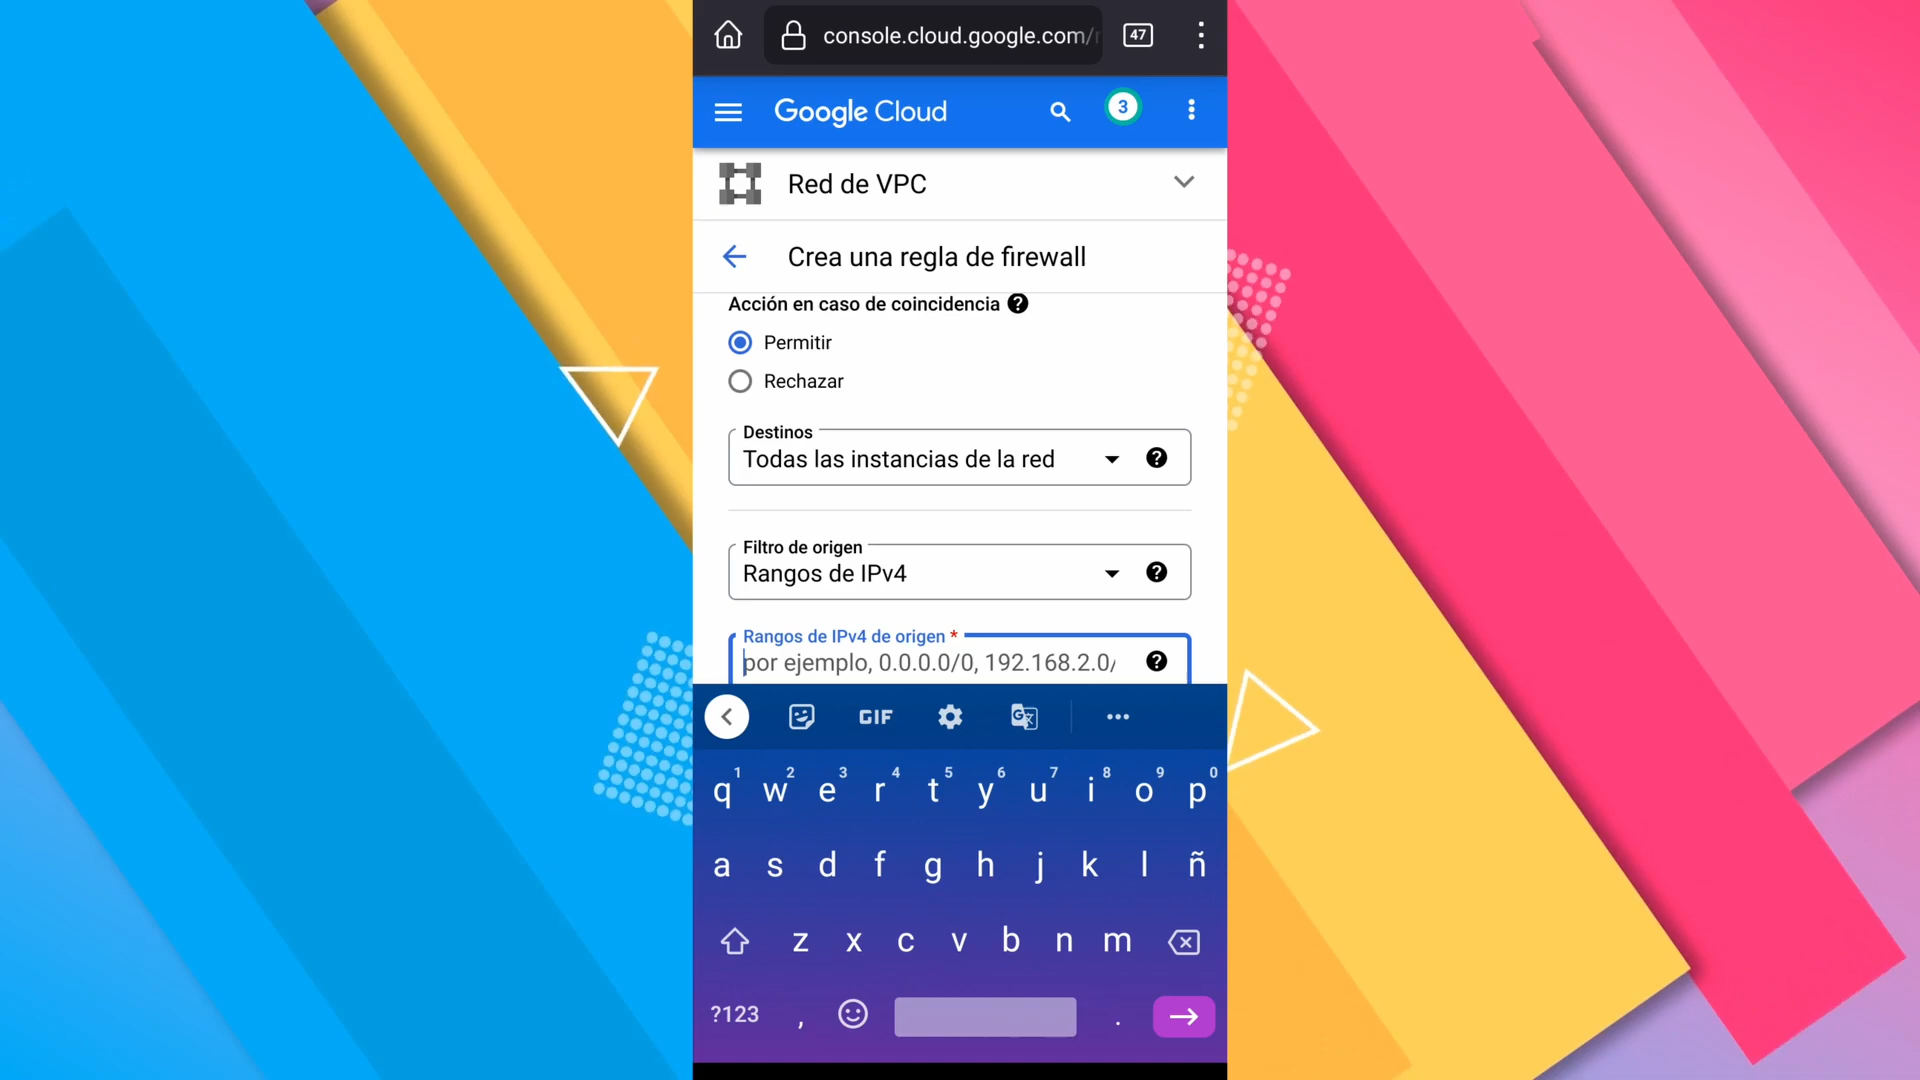 console.cloud.google.com/
47
Google Cloud
3
Red de VPC
Crea una regla de firewall
Acción en caso de coincidencia ?
Permitir
Rechazar
Destinos
Todas las instancias de la red ?
Filtro de origen
Rangos de IPv4 ?
Rangos de IPv4 de origen *
por ejemplo, 0.0.0.0/0, 192.168.2.0/ ?
GIF
G
1 2 3 4 5 6 7 8 9 0
q w e r t y u i o p
a s d f g h j k l ñ
z x c v b n m
?123 , .